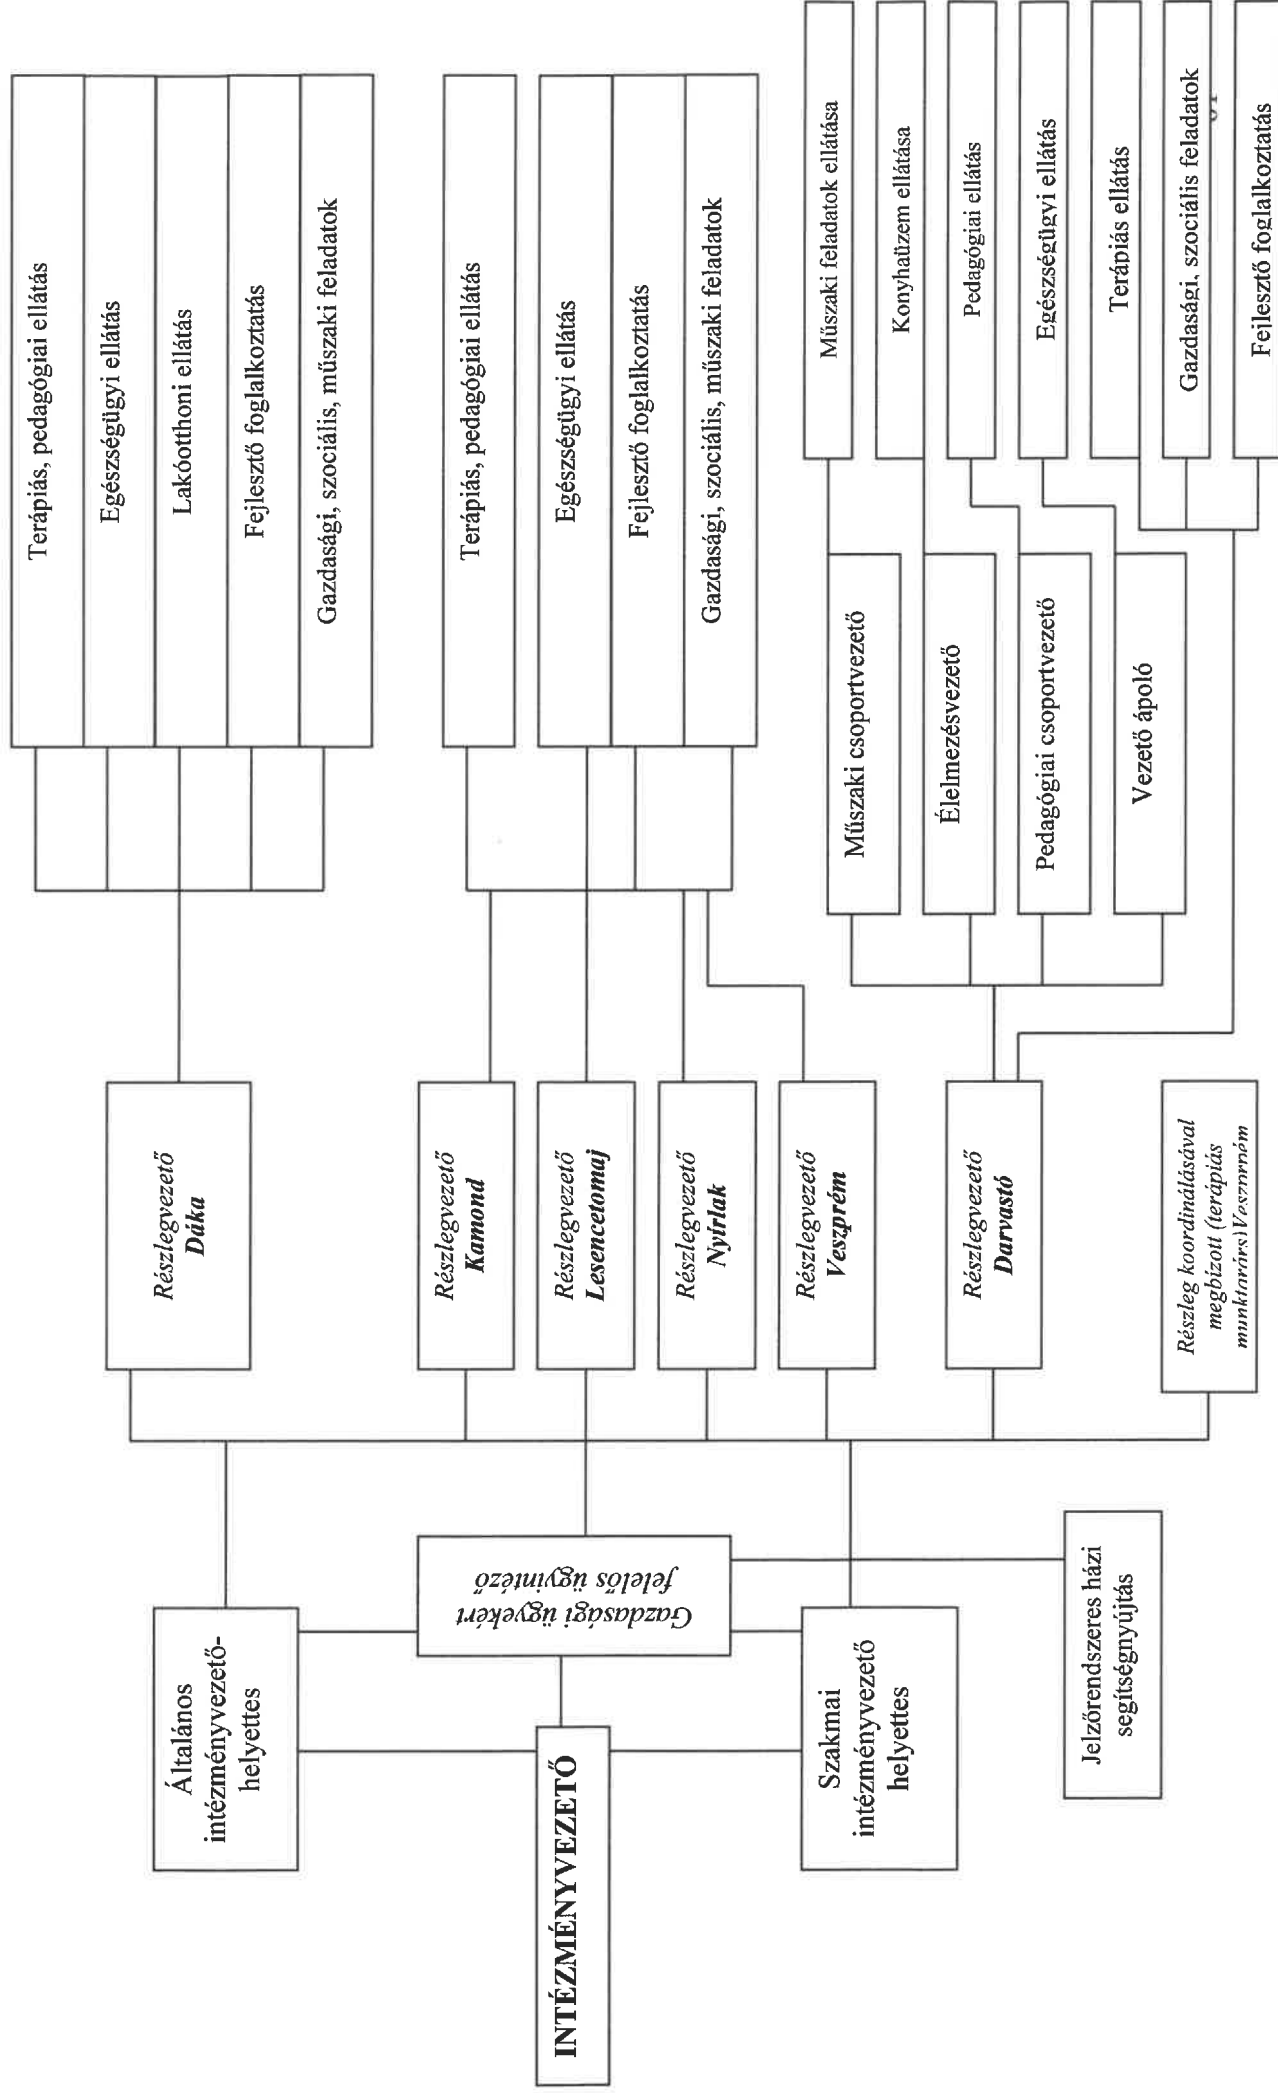 INTÉZMÉNYVEZETŐ
Általános
intézményvezető-
helyettes
Gazdasági ügyekért
felelős ügyintéző
Szakmai
intézményvezető
helyettes
Jelzőrendszeres házi
segítségnyújtás
Részlegvezető
Dáka
Részlegvezető
Kamond
Részlegvezető
Lesencetomaj
Részlegvezető
Nyírlak
Részlegvezető
Veszprém
Részlegvezető
Darvastó
Részleg koordinálásával
megbízott (terápiás
munktarárs)Veszprém
Terápiás, pedagógiai ellátás
Egészségügyi ellátás
Lakóotthoni ellátás
Fejlesztő foglalkoztatás
Gazdasági, szociális, műszaki feladatok
Terápiás, pedagógiai ellátás
Egészségügyi ellátás
Fejlesztő foglalkoztatás
Gazdasági, szociális, műszaki feladatok
Műszaki csoportvezető
Élelmezésvezető
Pedagógiai csoportvezető
Vezető ápoló
Műszaki feladatok ellátása
Konyhaüzem ellátása
Pedagógiai ellátás
Egészségügyi ellátás
Terápiás ellátás
Gazdasági, szociális feladatok
Fejlesztő foglalkoztatás